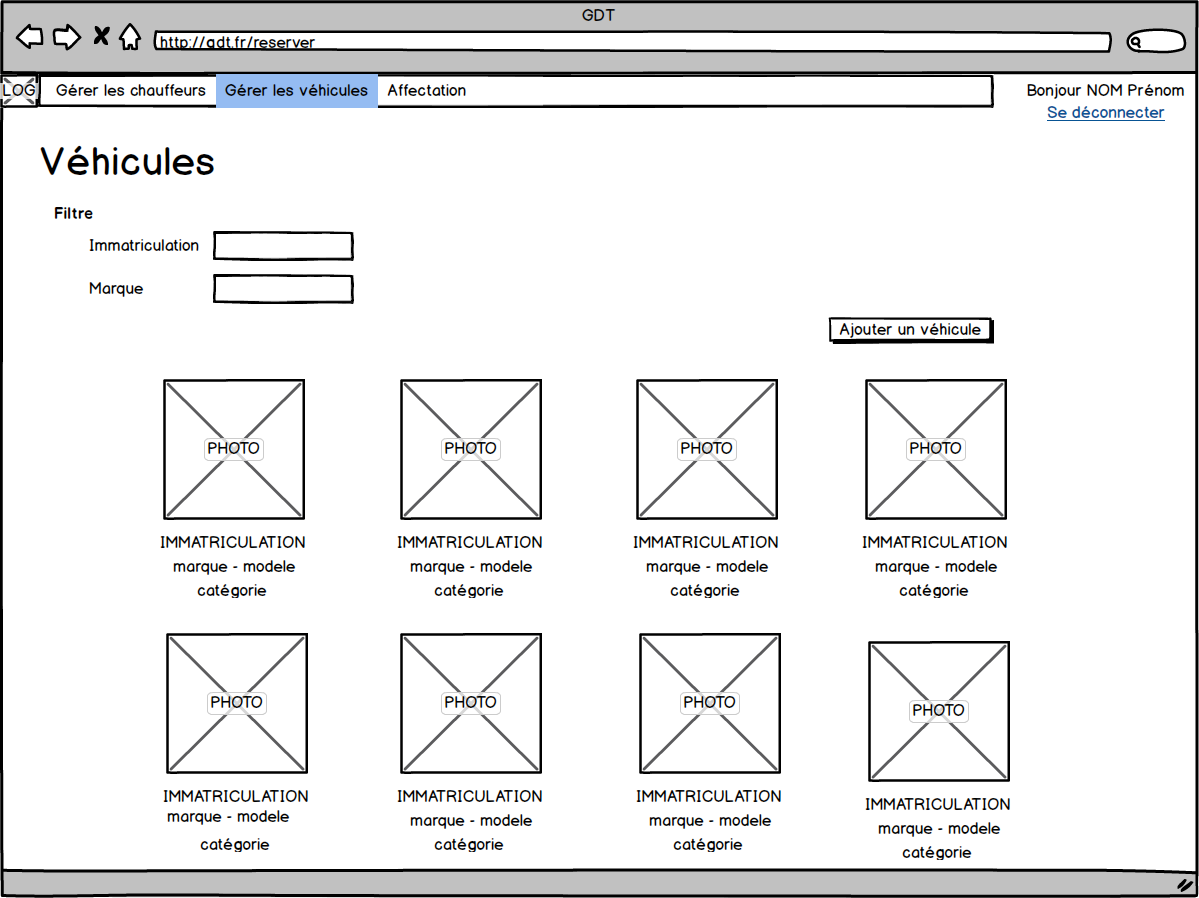 GDT
http://gdt.fr/reserver
LOG Gérer les chauffeurs Gérer les véhicules Affectation Bonjour NOM Prénom
Se déconnecter
Véhicules
Filtre
Immatriculation
Marque
Ajouter un véhicule
PHOTO PHOTO PHOTO PHOTO
IMMATRICULATION IMMATRICULATION IMMATRICULATION IMMATRICULATION
marque - modele marque - modele marque - modele marque - modele
catégorie catégorie catégorie catégorie
PHOTO PHOTO PHOTO PHOTO
IMMATRICULATION IMMATRICULATION IMMATRICULATION IMMATRICULATION
marque - modele marque - modele marque - modele marque - modele
catégorie catégorie catégorie catégorie